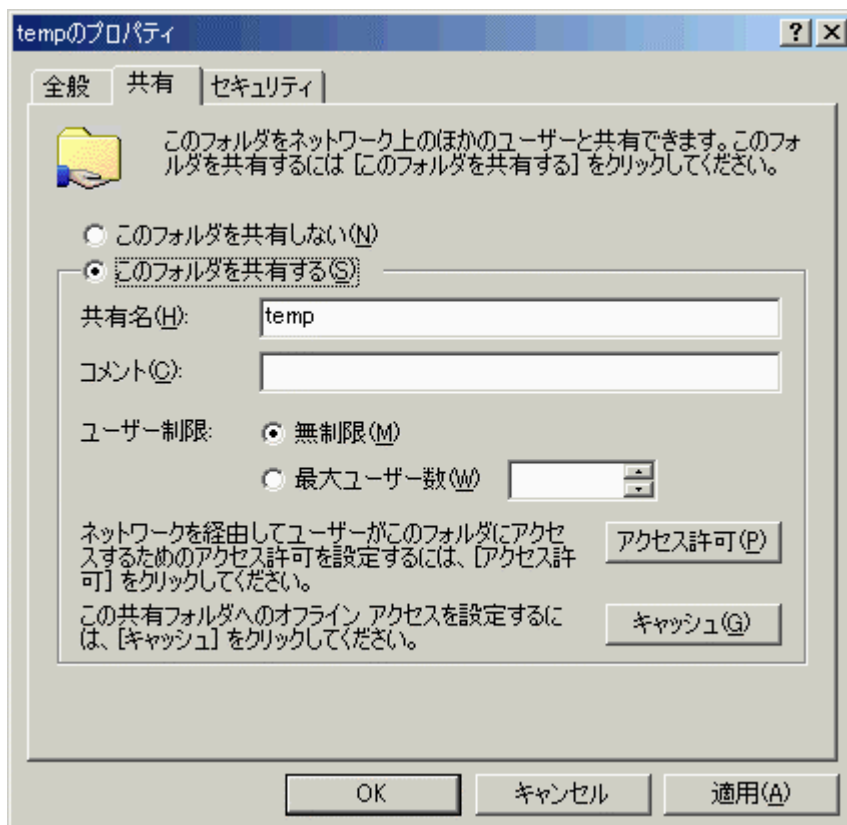 tempのプロパティ
全般 共有 セキュリティ
このフォルダをネットワーク上のほかのユーザーと共有できます。このフォ
ルダを共有するには [このフォルダを共有する] をクリックしてください。
このフォルダを共有しない(N)
このフォルダを共有する(S)
共有名(H): temp
コメント(C):
ユーザー制限: 無制限(M)
最大ユーザー数(W)
ネットワークを経由してユーザーがこのフォルダにアクセ
スするためのアクセス許可を設定するには、[アクセス許
可] をクリックしてください。
アクセス許可(P)
この共有フォルダへのオフライン アクセスを設定するに
は、[キャッシュ] をクリックしてください。
キャッシュ(G)
OK キャンセル 適用(A)